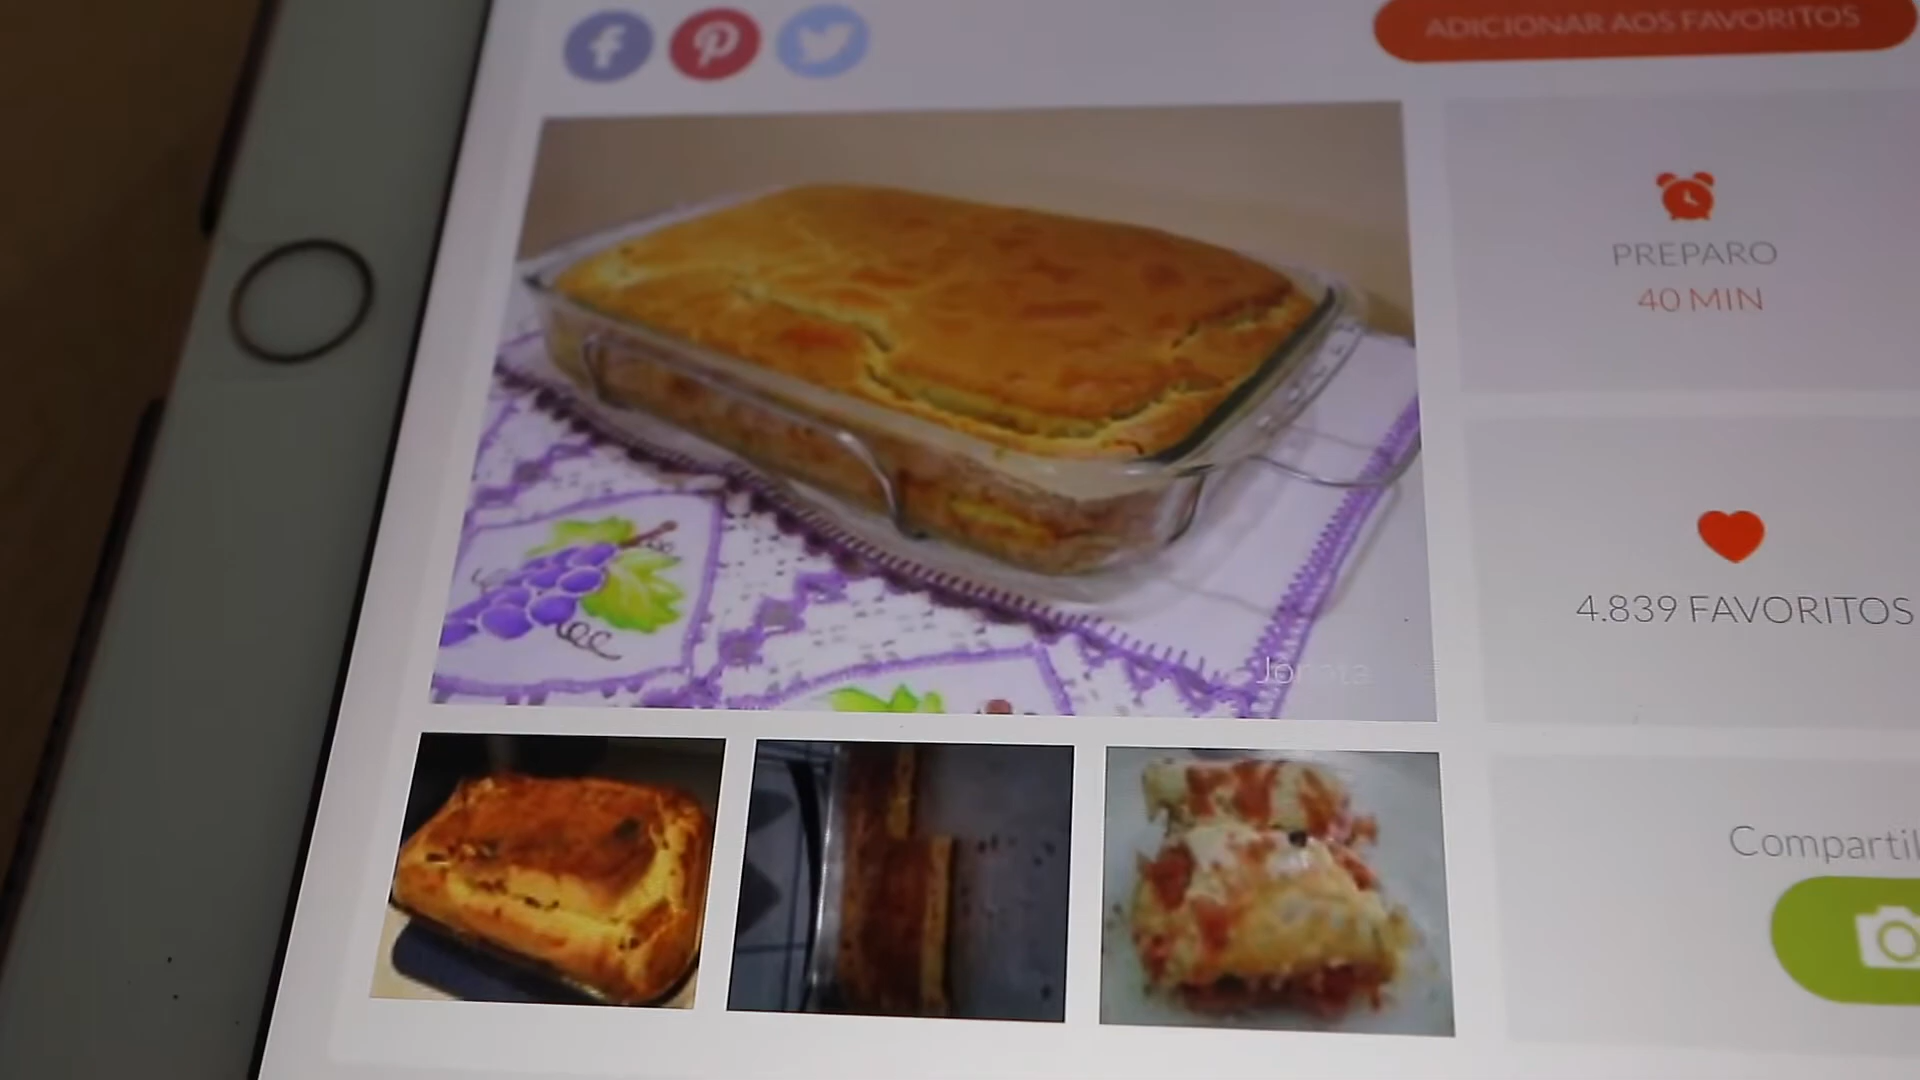 ADICIONAR AOS FAVORITOS
PREPARO
40 MIN
4.839 FAVORITOS
Compartil